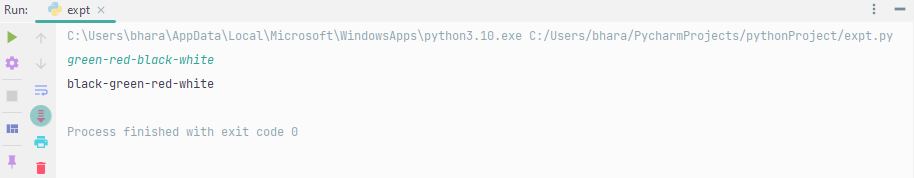 Run: expt
C:\Users\bhara\AppData\Local\Microsoft\WindowsApps\python3.10.exe C:/Users/bhara/PycharmProjects/pythonProject/expt.py
green-red-black-white
black-green-red-white
Process finished with exit code 0